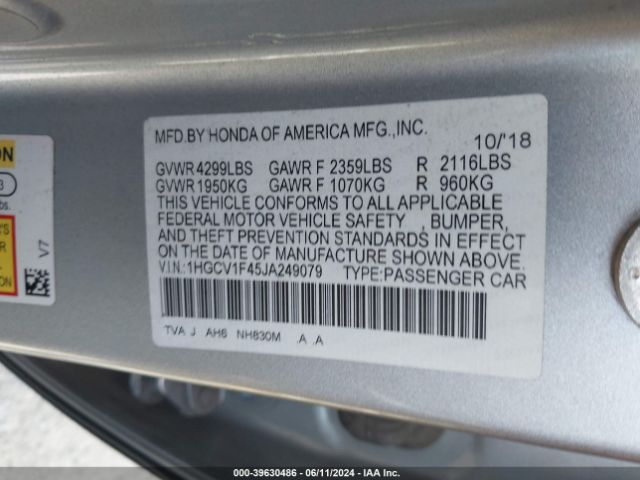 MFD.BY HONDA OF AMERICA MFG.,INC.
10/'18
GVWR 4299LBS GAWR F 2359LBS R 2116LBS
GVWR 1950KG GAWR F 1070KG R 960KG
THIS VEHICLE CONFORMS TO ALL APPLICABLE
FEDERAL MOTOR VEHICLE SAFETY , BUMPER,
AND THEFT PREVENTION STANDARDS IN EFFECT
ON THE DATE OF MANUFACTURE SHOWN ABOVE.
V.I.N.:1HGCV1F45JA249079 TYPE:PASSENGER CAR
TVA J AH6 NH830M A A
ON
3
bs.
'S
R
V7
000-39630486 - 06/11/2024 - IAA Inc.